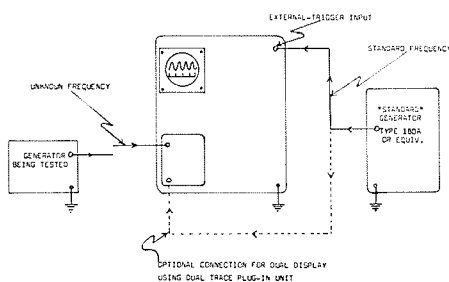 EXTERNAL-TRIGGER INPUT
STANDARD FREQUENCY
UNKNOWN FREQUENCY
"STANDARD"
GENERATOR
TYPE 180A
OR EQUIV.
GENERATOR
BEING TESTED
OPTIONAL CONNECTION FOR DUAL DISPLAY
USING DUAL TRACE PLUG-IN UNIT